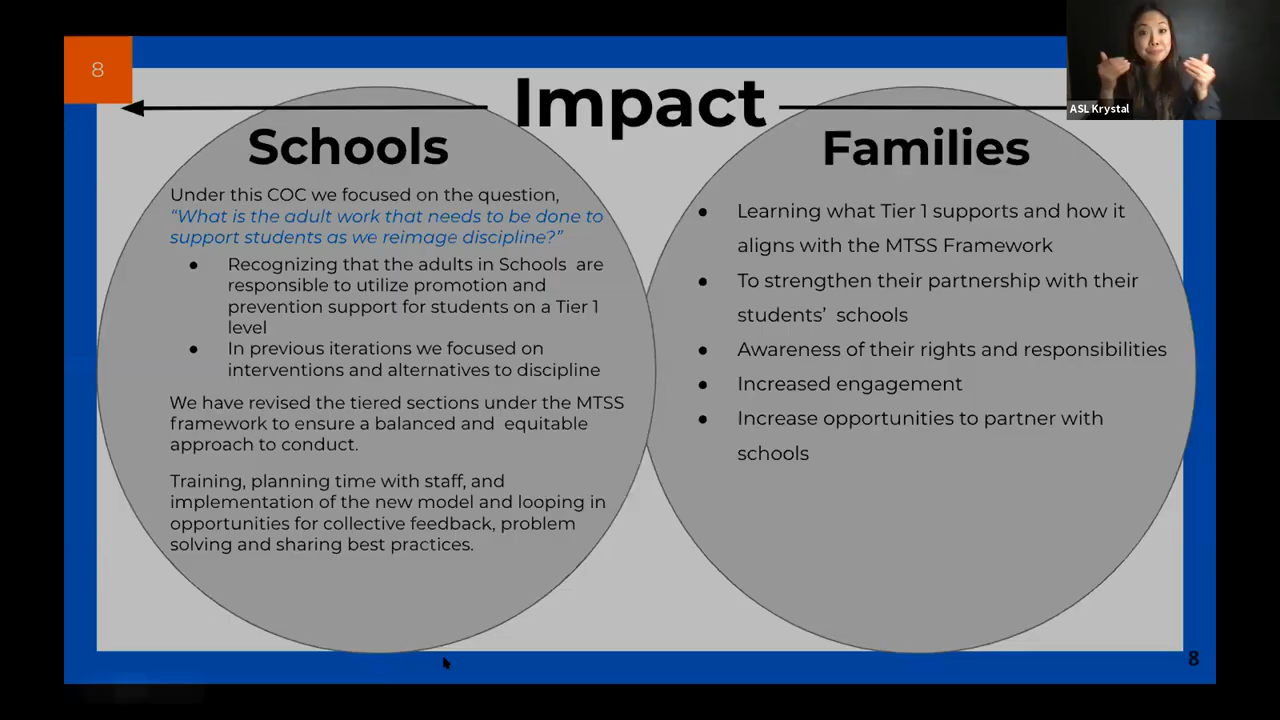 8
ASL Krystal
Impact
Schools
Under this COC we focused on the question,
“What is the adult work that needs to be done to
support students as we reimage discipline?”
● Recognizing that the adults in Schools are
responsible to utilize promotion and
prevention support for students on a Tier 1
level
● In previous iterations we focused on
interventions and alternatives to discipline
We have revised the tiered sections under the MTSS
framework to ensure a balanced and equitable
approach to conduct.
Training, planning time with staff, and
implementation of the new model and looping in
opportunities for collective feedback, problem
solving and sharing best practices.
Families
● Learning what Tier 1 supports and how it
aligns with the MTSS Framework
● To strengthen their partnership with their
students’ schools
● Awareness of their rights and responsibilities
● Increased engagement
● Increase opportunities to partner with
schools
8